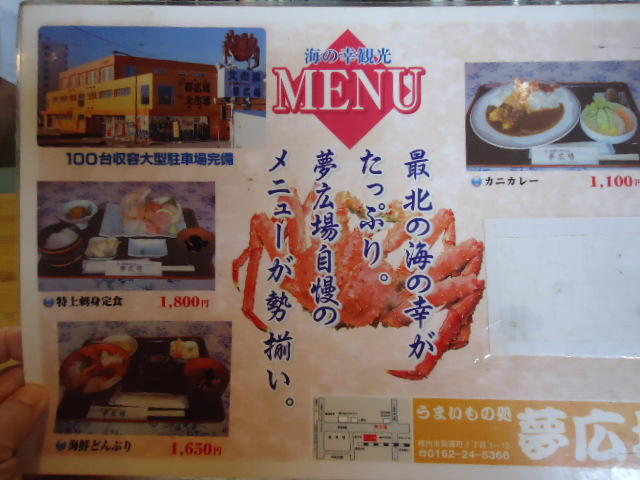 海の幸観光
MENU
100台収容大型駐車場完備
最北の海の幸が
たっぷり。
夢広場自慢の
メニューが勢揃い。
カニカレー 1,100円
特上刺身定食 1,800円
海鮮どんぶり 1,650円
うまいもの処
夢広
☎0162-24-5366